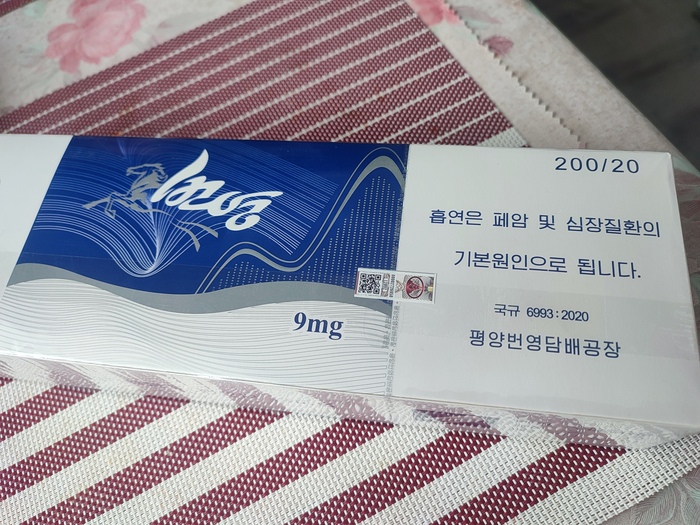 200/20
흡연은 페암 및 심장질환의
기본원인으로 됩니다.
9mg
국규 6993:2020
평양번영담배공장